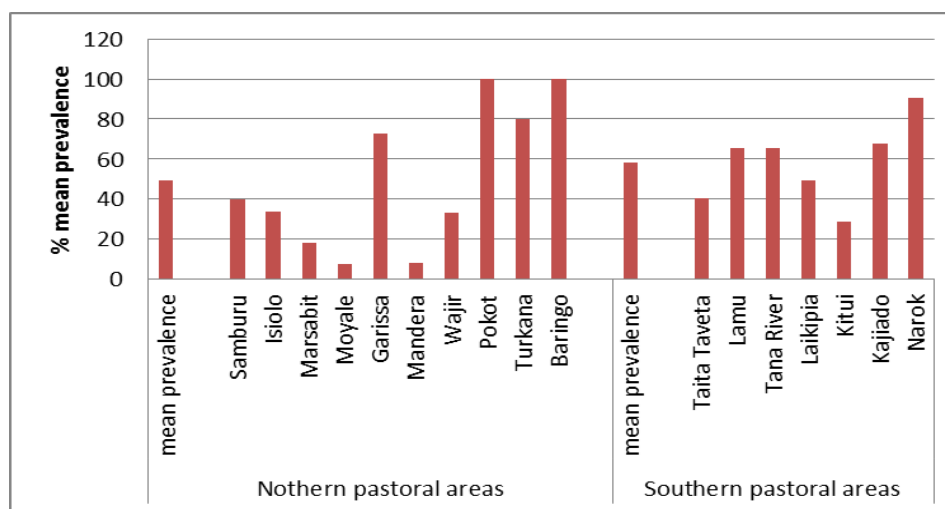 % mean prevalence
120
100
80
60
40
20
0
mean prevalence
Samburu
Isiolo
Marsabit
Moyale
Garissa
Mandera
Wajir
Pokot
Turkana
Baringo
mean prevalence
Taita Taveta
Lamu
Tana River
Laikipia
Kitui
Kajiado
Narok
Nothern pastoral areas
Southern pastoral areas